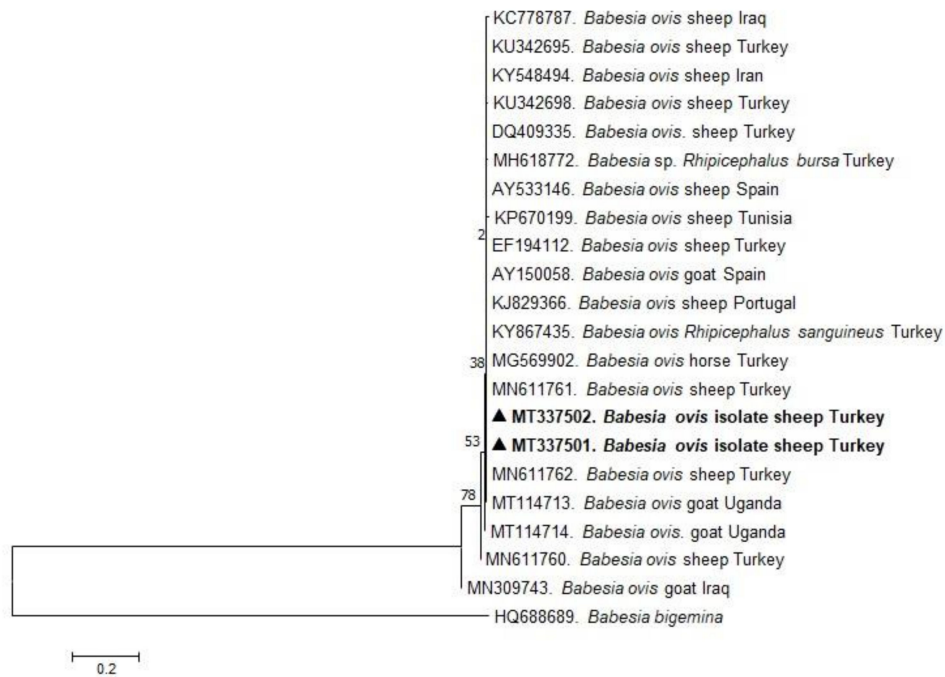 KC778787. Babesia ovis sheep Iraq
KU342695. Babesia ovis sheep Turkey
KY548494. Babesia ovis sheep Iran
KU342698. Babesia ovis sheep Turkey
DQ409335. Babesia ovis. sheep Turkey
MH618772. Babesia sp. Rhipicephalus bursa Turkey
AY533146. Babesia ovis sheep Spain
KP670199. Babesia ovis sheep Tunisia
2
EF194112. Babesia ovis sheep Turkey
AY150058. Babesia ovis goat Spain
KJ829366. Babesia ovis sheep Portugal
KY867435. Babesia ovis Rhipicephalus sanguineus Turkey
38
MG569902. Babesia ovis horse Turkey
MN611761. Babesia ovis sheep Turkey
▲ MT337502. Babesia ovis isolate sheep Turkey
53
▲ MT337501. Babesia ovis isolate sheep Turkey
MN611762. Babesia ovis sheep Turkey
78
MT114713. Babesia ovis goat Uganda
MT114714. Babesia ovis. goat Uganda
MN611760. Babesia ovis sheep Turkey
MN309743. Babesia ovis goat Iraq
HQ688689. Babesia bigemina
0.2